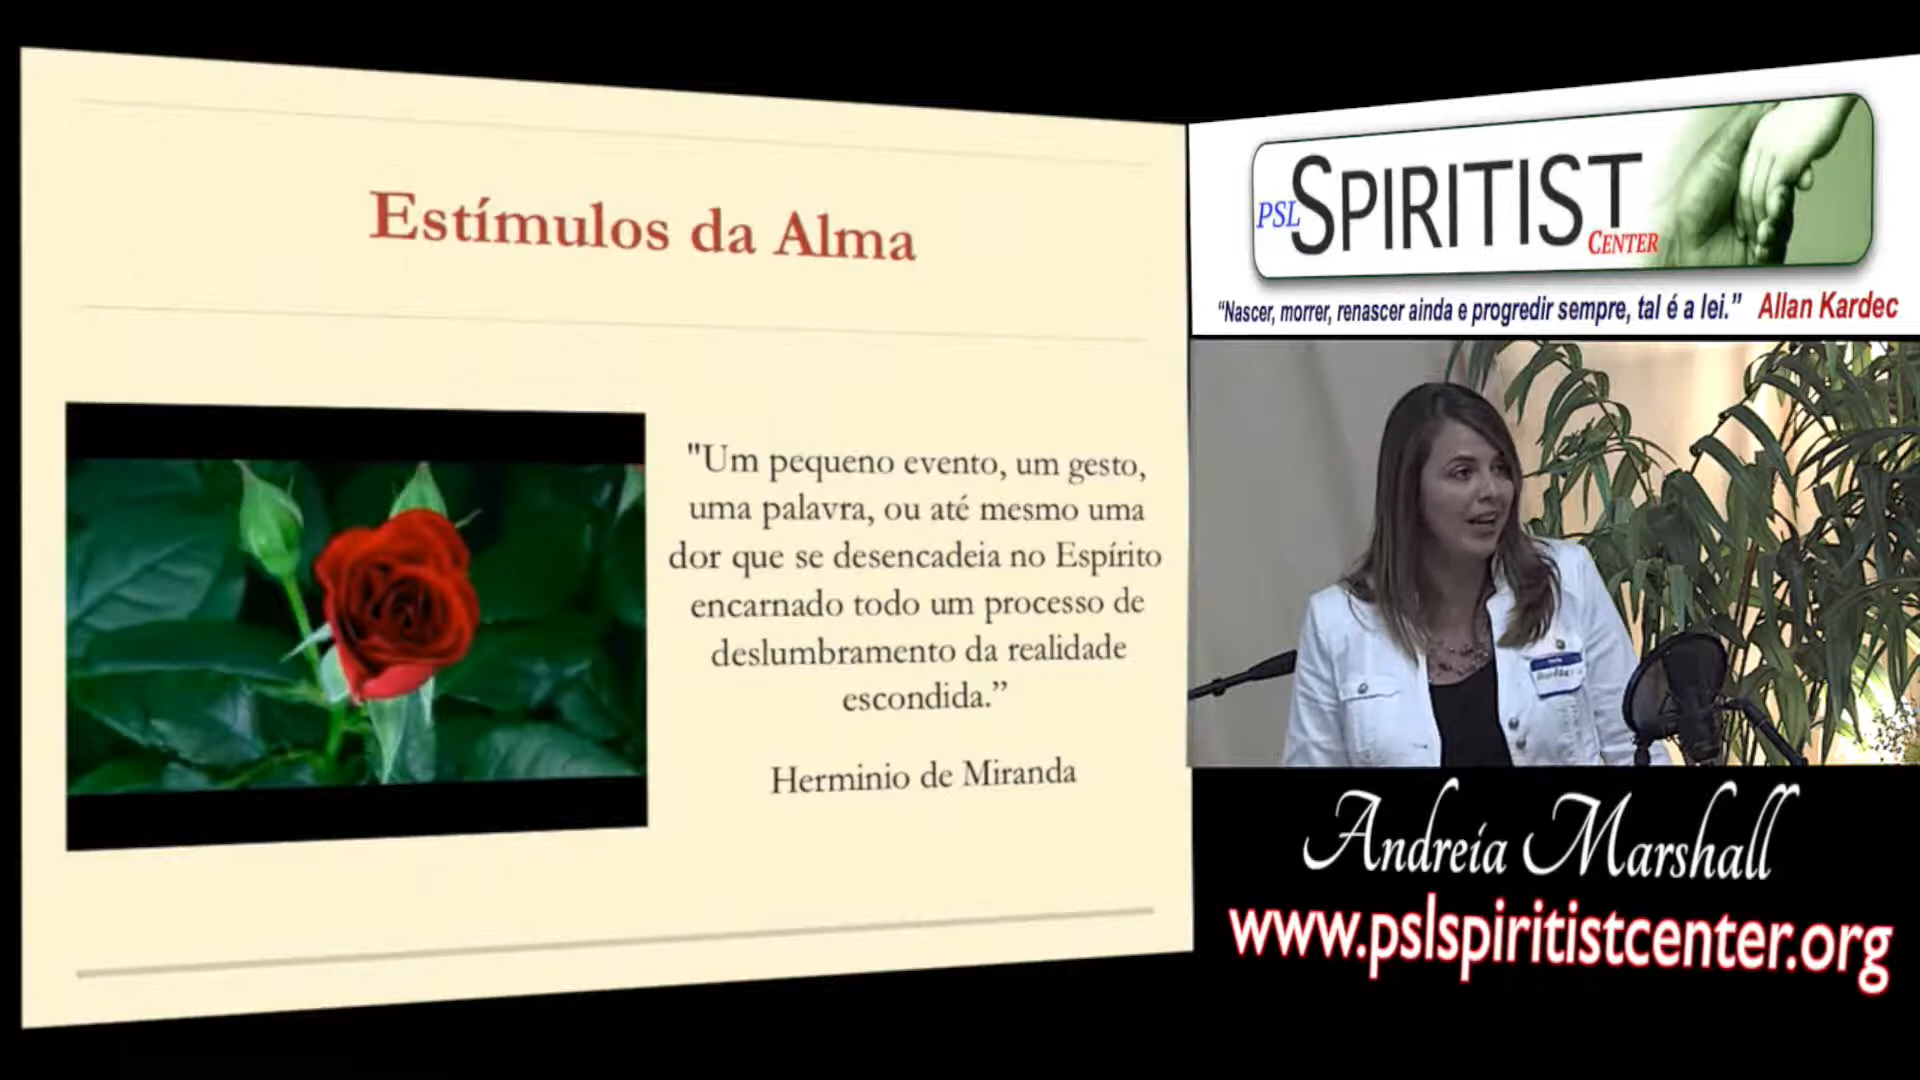 Estímulos da Alma
"Um pequeno evento, um gesto,
uma palavra, ou até mesmo uma
dor que se desencadeia no Espírito
encarnado todo um processo de
deslumbramento da realidade
escondida.”
Herminio de Miranda
PSL SPIRITIST
CENTER
“Nascer, morrer, renascer ainda e progredir sempre, tal é a lei.” Allan Kardec
Andreia Marshall
www.pslspiritistcenter.org